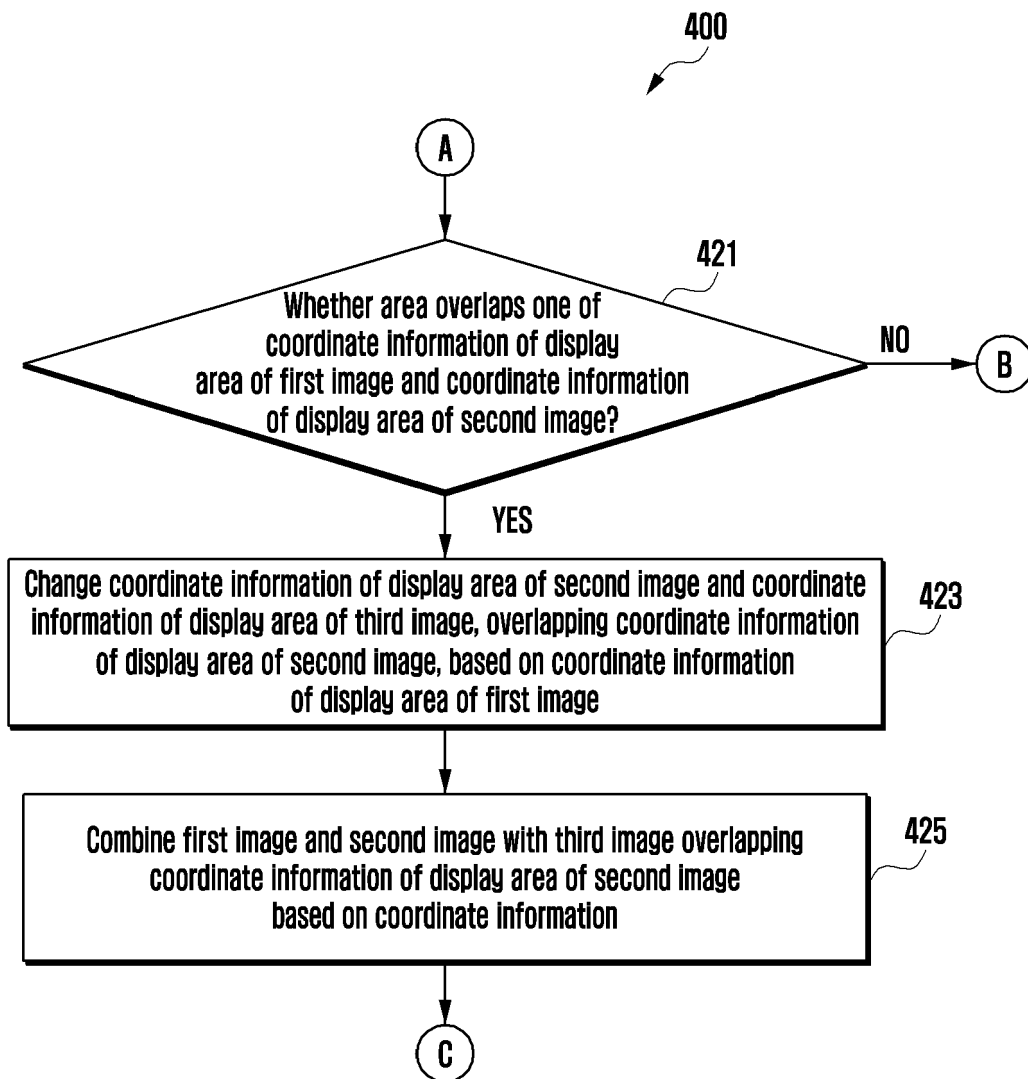 400
A
421
Whether area overlaps one of
coordinate information of display
area of first image and coordinate information
of display area of second image?
NO
B
YES
Change coordinate information of display area of second image and coordinate
information of display area of third image, overlapping coordinate information
of display area of second image, based on coordinate information
of display area of first image
423
Combine first image and second image with third image overlapping
coordinate information of display area of second image
based on coordinate information
425
C